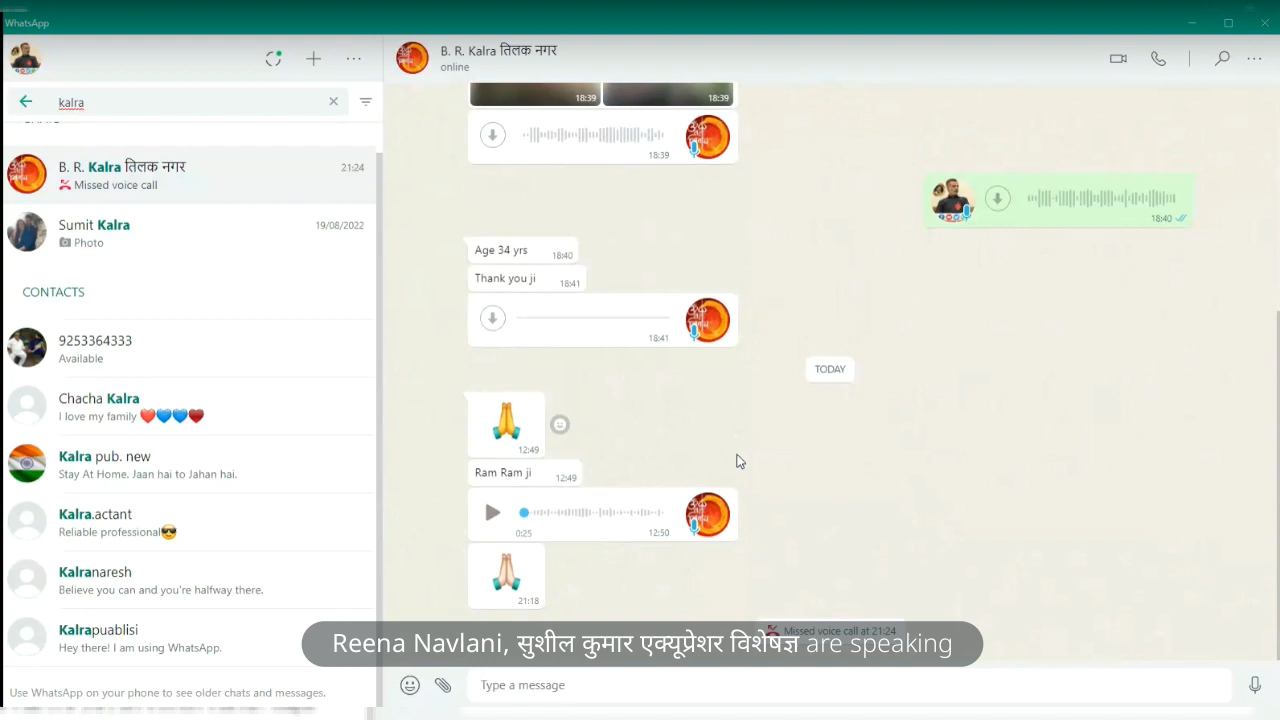 WhatsApp
kalra
B. R. Kalra तिलक नगर
21:24
Missed voice call
Sumit Kalra
19/08/2022
Photo
CONTACTS
9253364333
Available
Chacha Kalra
I love my family ❤️💙💙❤️
Kalra pub. new
Stay At Home. Jaan hai to Jahan hai.
Kalra.actant
Reliable professional😎
Kalranaresh
Believe you can and you're halfway there.
Kalrapuablisi
Hey there! I am using WhatsApp.
Use WhatsApp on your phone to see older chats and messages.
B. R. Kalra तिलक नगर
online
18:39
18:39
18:39
18:40
Age 34 yrs
18:40
Thank you ji
18:41
18:41
TODAY
🙏
12:49
Ram Ram ji
12:49
0:25
12:50
🙏🏻
21:18
Missed voice call at 21:24
Reena Navlani, सुशील कुमार एक्यूप्रेशर विशेषज्ञ are speaking
Type a message